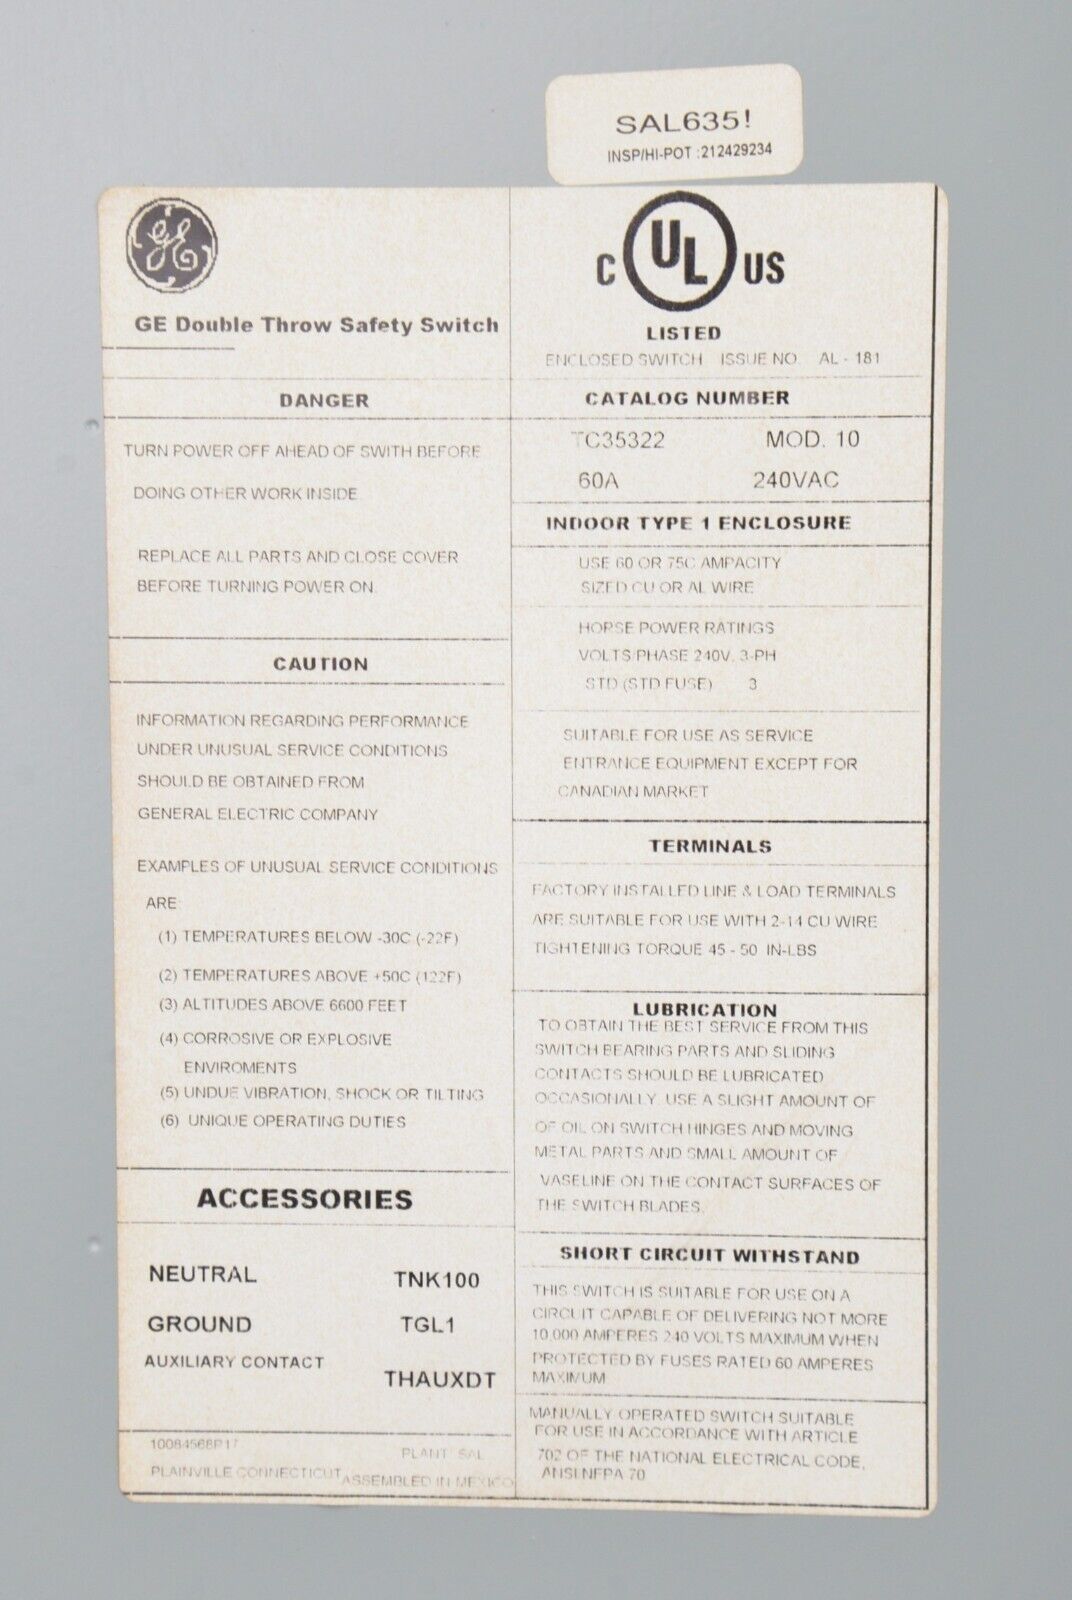 SAL635!
INSP/HI-POT :212429234
GE
GE Double Throw Safety Switch
DANGER
TURN POWER OFF AHEAD OF SWITH BEFORE
DOING OTHER WORK INSIDE
REPLACE ALL PARTS AND CLOSE COVER
BEFORE TURNING POWER ON.
CAUTION
INFORMATION REGARDING PERFORMANCE
UNDER UNUSUAL SERVICE CONDITIONS
SHOULD BE OBTAINED FROM
GENERAL ELECTRIC COMPANY
EXAMPLES OF UNUSUAL SERVICE CONDITIONS
ARE:
(1) TEMPERATURES BELOW -30C (-22F)
(2) TEMPERATURES ABOVE +50C (122F)
(3) ALTITUDES ABOVE 6600 FEET
(4) CORROSIVE OR EXPLOSIVE
ENVIROMENTS
(5) UNDUE VIBRATION, SHOCK OR TILTING
(6) UNIQUE OPERATING DUTIES
ACCESSORIES
NEUTRAL TNK100
GROUND TGL1
AUXILIARY CONTACT
THAUXDT
10084568P17
PLANT: SAL
PLAINVILLE CONNECTICUT ASSEMBLED IN MEXICO
C UL US
LISTED
ENCLOSED SWITCH ISSUE NO. AL - 181
CATALOG NUMBER
TC35322 MOD. 10
60A 240VAC
INDOOR TYPE 1 ENCLOSURE
USE 60 OR 75C AMPACITY
SIZED CU OR AL WIRE
HORSE POWER RATINGS
VOLTS/PHASE 240V, 3-PH
STD (STD FUSE) 3
SUITABLE FOR USE AS SERVICE
ENTRANCE EQUIPMENT EXCEPT FOR
CANADIAN MARKET
TERMINALS
FACTORY INSTALLED LINE & LOAD TERMINALS
ARE SUITABLE FOR USE WITH 2-14 CU WIRE
TIGHTENING TORQUE 45 - 50 IN-LBS
LUBRICATION
TO OBTAIN THE BEST SERVICE FROM THIS
SWITCH BEARING PARTS AND SLIDING
CONTACTS SHOULD BE LUBRICATED
OCCASIONALLY. USE A SLIGHT AMOUNT OF
OF OIL ON SWITCH HINGES AND MOVING
METAL PARTS AND SMALL AMOUNT OF
VASELINE ON THE CONTACT SURFACES OF
THE SWITCH BLADES.
SHORT CIRCUIT WITHSTAND
THIS SWITCH IS SUITABLE FOR USE ON A
CIRCUIT CAPABLE OF DELIVERING NOT MORE
10,000 AMPERES 240 VOLTS MAXIMUM WHEN
PROTECTED BY FUSES RATED 60 AMPERES
MAXIMUM
MANUALLY OPERATED SWITCH SUITABLE
FOR USE IN ACCORDANCE WITH ARTICLE
702 OF THE NATIONAL ELECTRICAL CODE,
ANSI NFPA 70